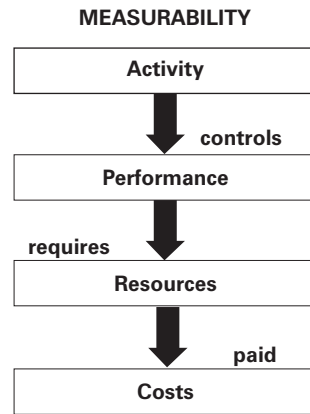 MEASURABILITY
Activity
controls
Performance
requires
Resources
paid
Costs